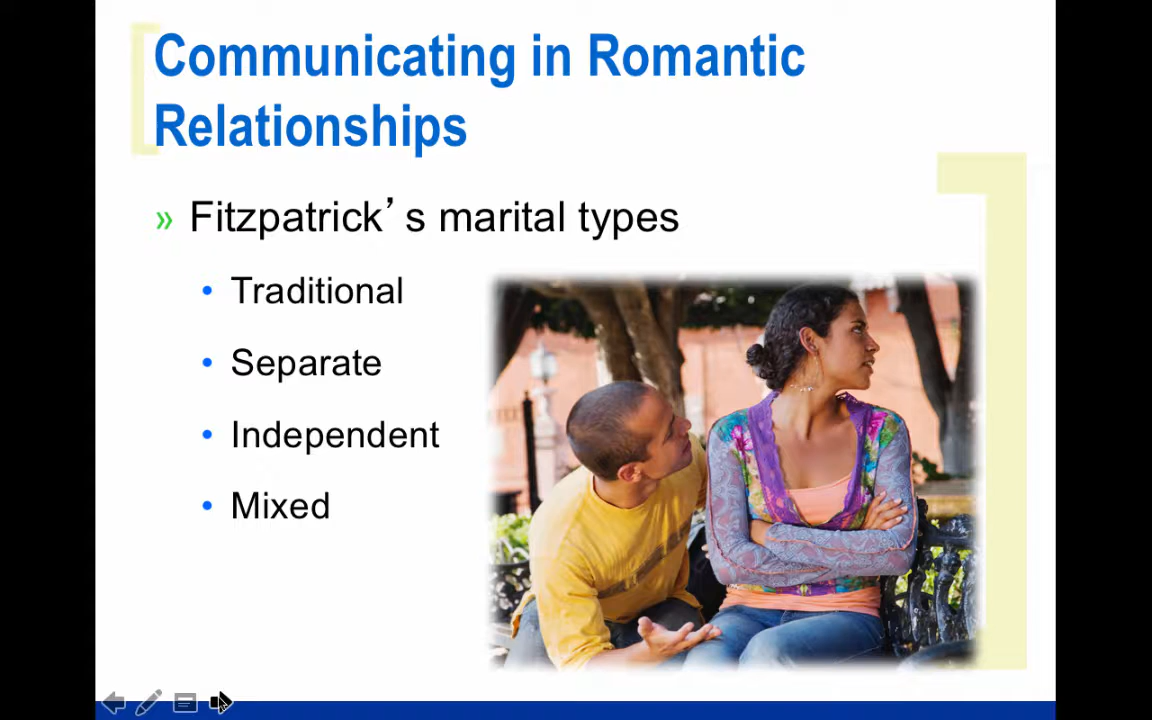 Communicating in Romantic
Relationships
» Fitzpatrick’s marital types
• Traditional
• Separate
• Independent
• Mixed